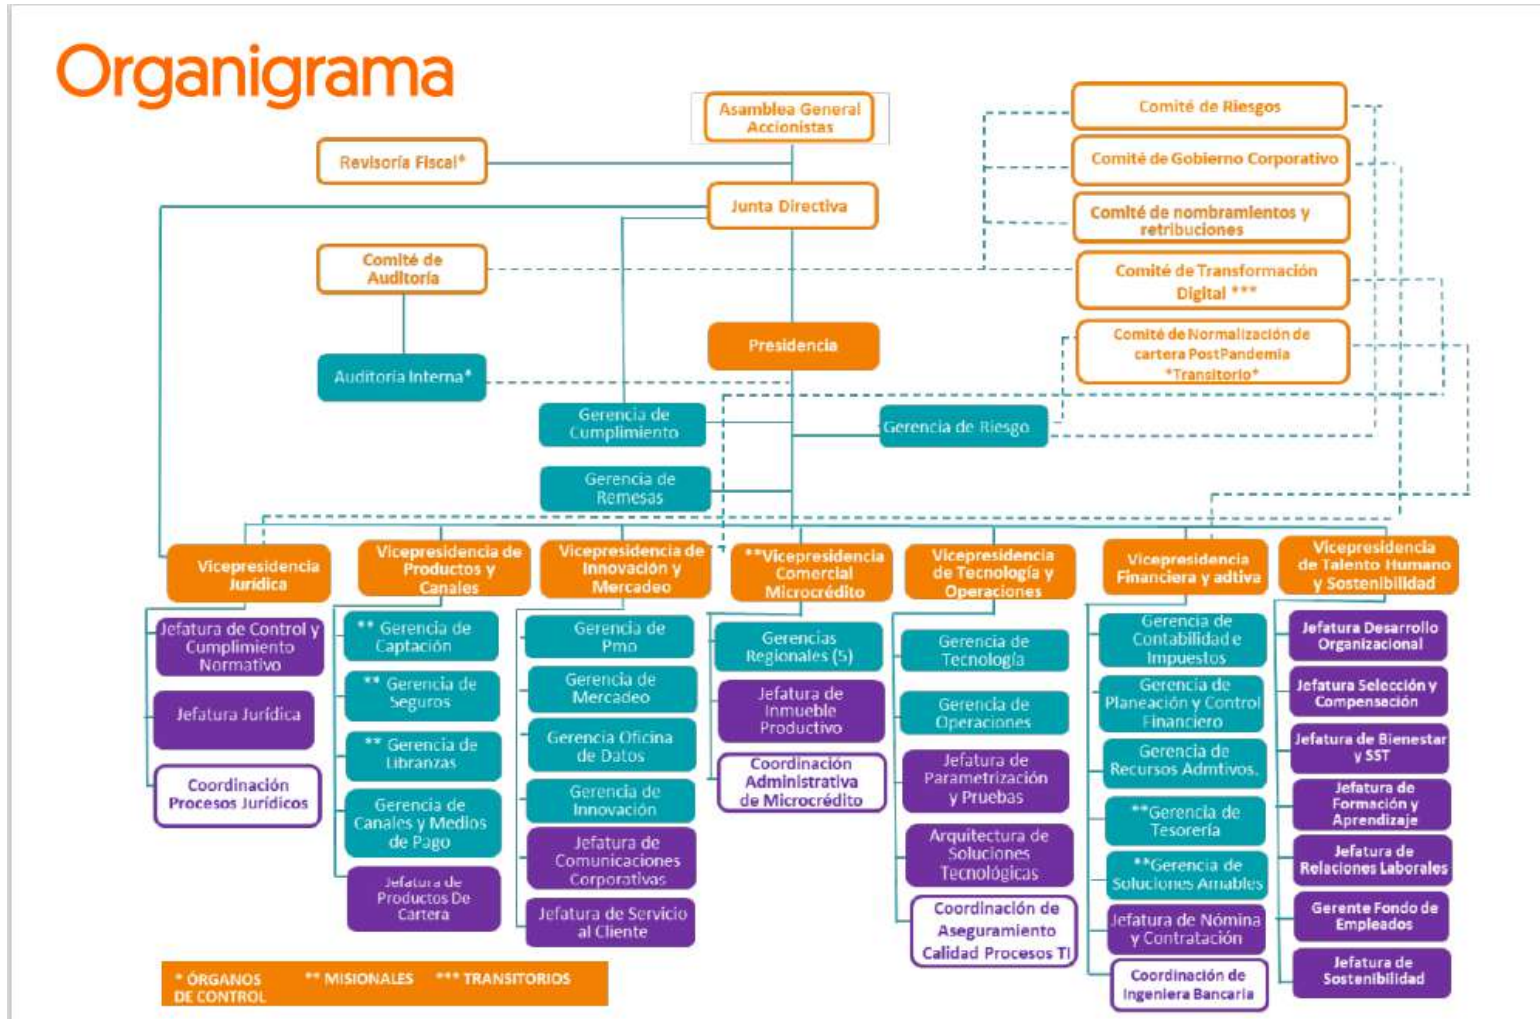 Organigrama
Asamblea General
Accionistas
Comité de Riesgos
Revisoría Fiscal*
Comité de Gobierno Corporativo
Junta Directiva
Comité de nombramientos y
retribuciones
Comité de
Auditoría
Comité de Transformación
Digital ***
Presidencia
Comité de Normalización de
cartera PostPandemia
*Transitorio*
Auditoría Interna*
Gerencia de
Cumplimiento
Gerencia de Riesgo
Gerencia de
Remesas
Vicepresidencia
Jurídica
Jefatura de Control y
Cumplimiento
Normativo
Jefatura Jurídica
Coordinación
Procesos Jurídicos
Vicepresidencia de
Productos y
Canales
** Gerencia de
Captación
** Gerencia de
Seguros
** Gerencia de
Libranzas
Gerencia de
Canales y Medios
de Pago
Jefatura de
Productos De
Cartera
Vicepresidencia de
Innovación y
Mercadeo
Gerencia de
Pmo
Gerencia de
Mercadeo
Gerencia Oficina
de Datos
Gerencia de
Innovación
Jefatura de
Comunicaciones
Corporativas
Jefatura de Servicio
al Cliente
**Vicepresidencia
Comercial
Microcrédito
Gerencias
Regionales (5)
Jefatura de
Inmueble
Productivo
Coordinación
Administrativa
de Microcrédito
Vicepresidencia
de Tecnología y
Operaciones
Gerencia de
Tecnología
Gerencia de
Operaciones
Jefatura de
Parametrización
y Pruebas
Arquitectura de
Soluciones
Tecnológicas
Coordinación de
Aseguramiento
Calidad Procesos TI
Vicepresidencia
Financiera y adtiva
Gerencia de
Contabilidad e
Impuestos
Gerencia de
Planeación y Control
Financiero
Gerencia de
Recursos Admtivos.
**Gerencia de
Tesorería
**Gerencia de
Soluciones Amables
Jefatura de Nómina
y Contratación
Coordinación de
Ingeniera Bancaria
Vicepresidencia
de Talento Humano
y Sostenibilidad
Jefatura Desarrollo
Organizacional
Jefatura Selección y
Compensación
Jefatura de Bienestar
y SST
Jefatura de
Formación y
Aprendizaje
Jefatura de
Relaciones Laborales
Gerente Fondo de
Empleados
Jefatura de
Sostenibilidad
* ÓRGANOS
DE CONTROL
** MISIONALES
*** TRANSITORIOS